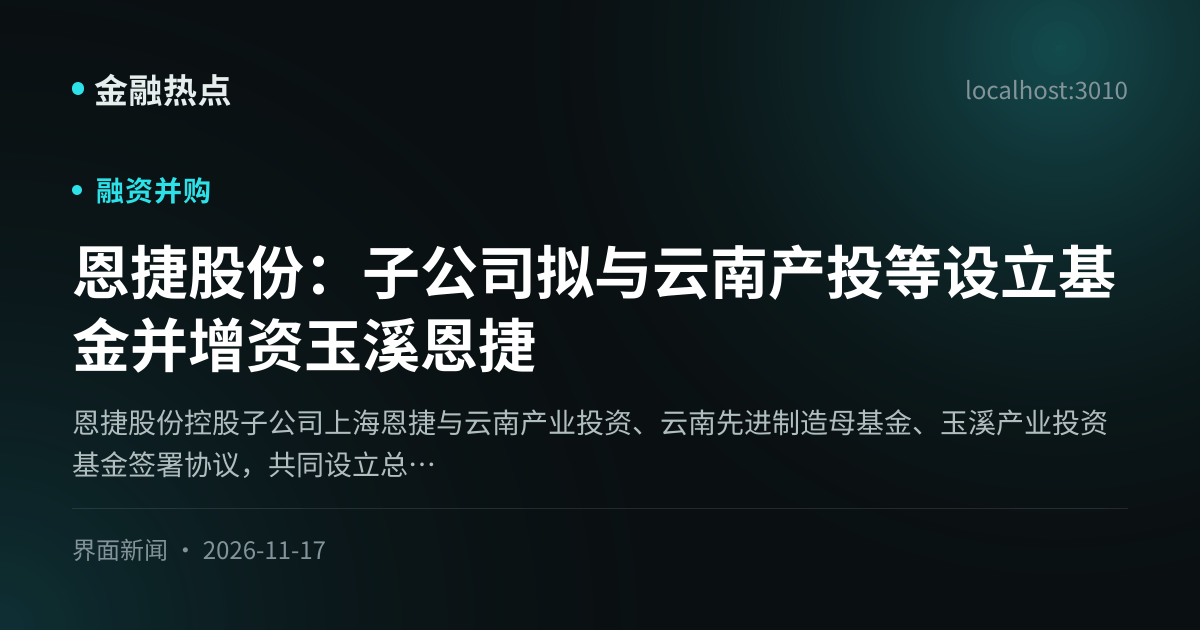 金融热点
localhost:3010
融资并购
恩捷股份：子公司拟与云南产投等设立基
金并增资玉溪恩捷
恩捷股份控股子公司上海恩捷与云南产业投资、云南先进制造母基金、玉溪产业投资
基金签署协议，共同设立总…
界面新闻 • 2026-11-17